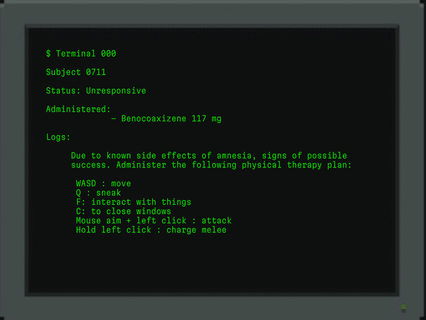 $ Terminal 000
Subject 0711
Status: Unresponsive
Administered:
– Benocoaxizene 117 mg
Logs:
Due to known side effects of amnesia, signs of possible
success. Administer the following physical therapy plan:
WASD : move
Q : sneak
F: interact with things
C: to close windows
Mouse aim + left click : attack
Hold left click : charge melee